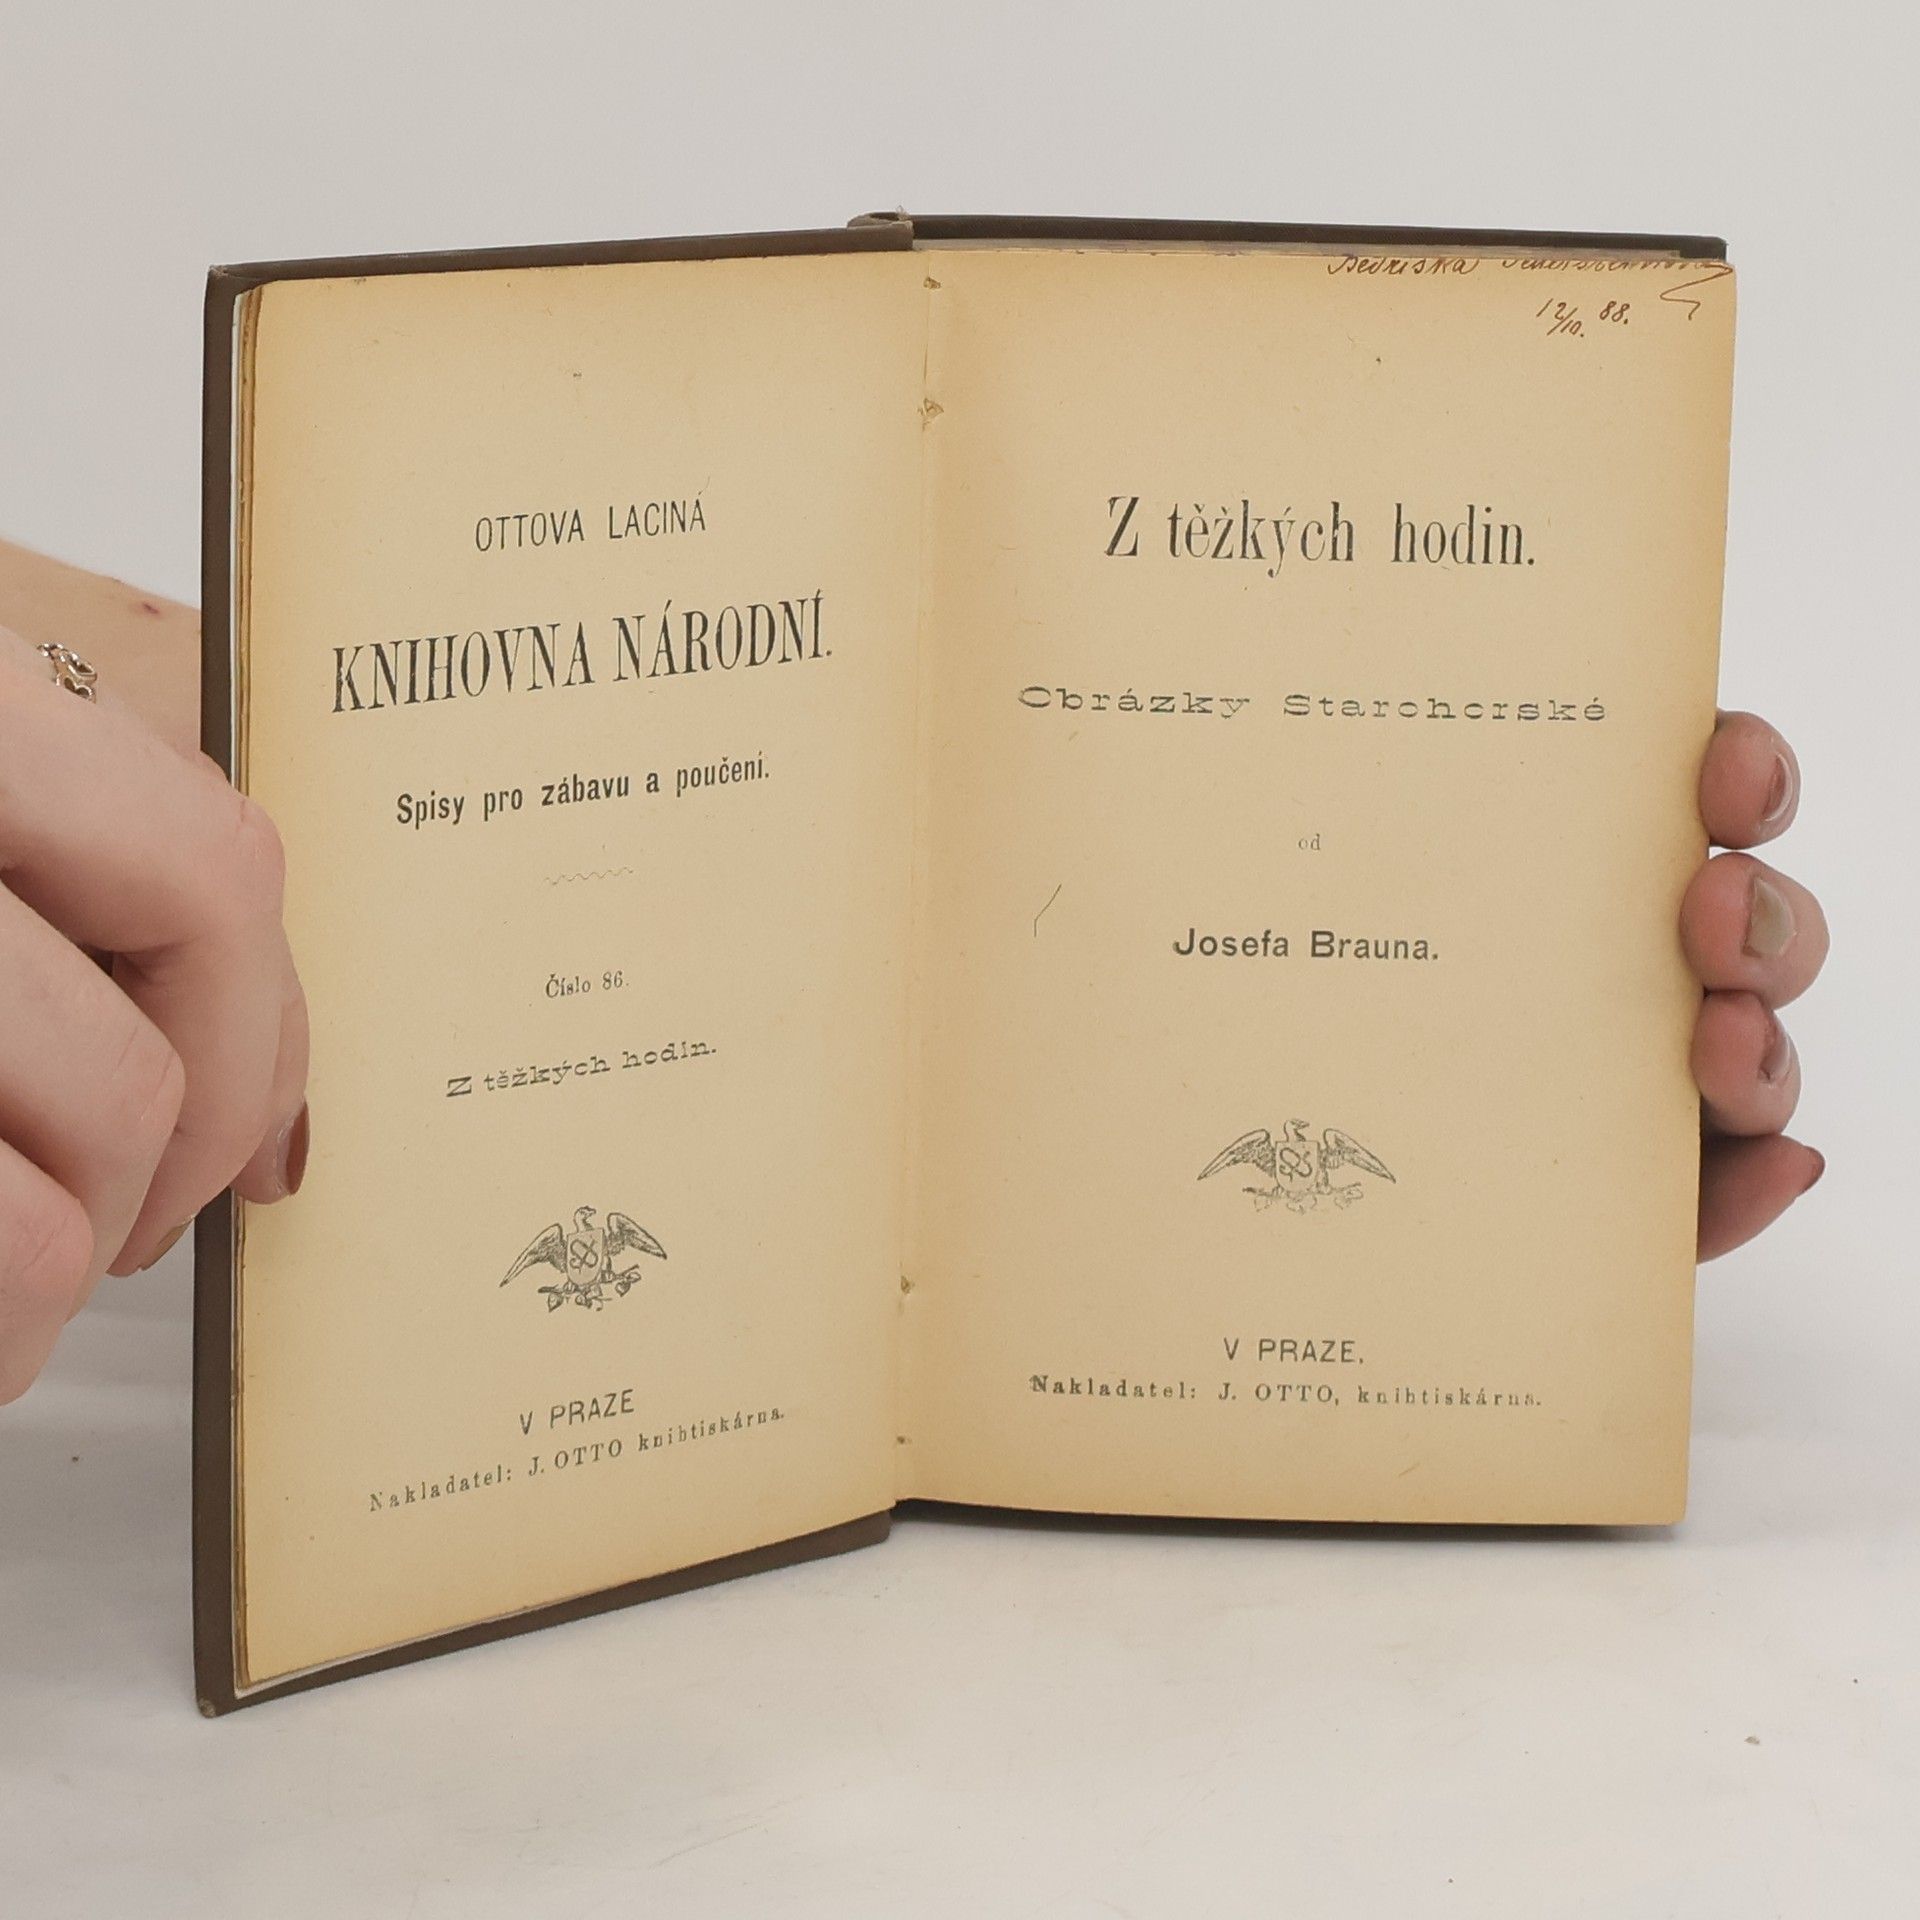 OTTOVA LACINÁ
KNIHOVNA NÁRODNÍ.
Spisy pro zábavu a poučení.
Číslo 86.
Z těžkých hodin.
V PRAZE
Nakladatel: J. OTTO knihtiskárna.
Bedřiška
12/10. 88.
Z těžkých hodin.
Obrázky Starohorské
od
Josefa Brauna.
V PRAZE.
Nakladatel: J. OTTO, knihtiskárna.